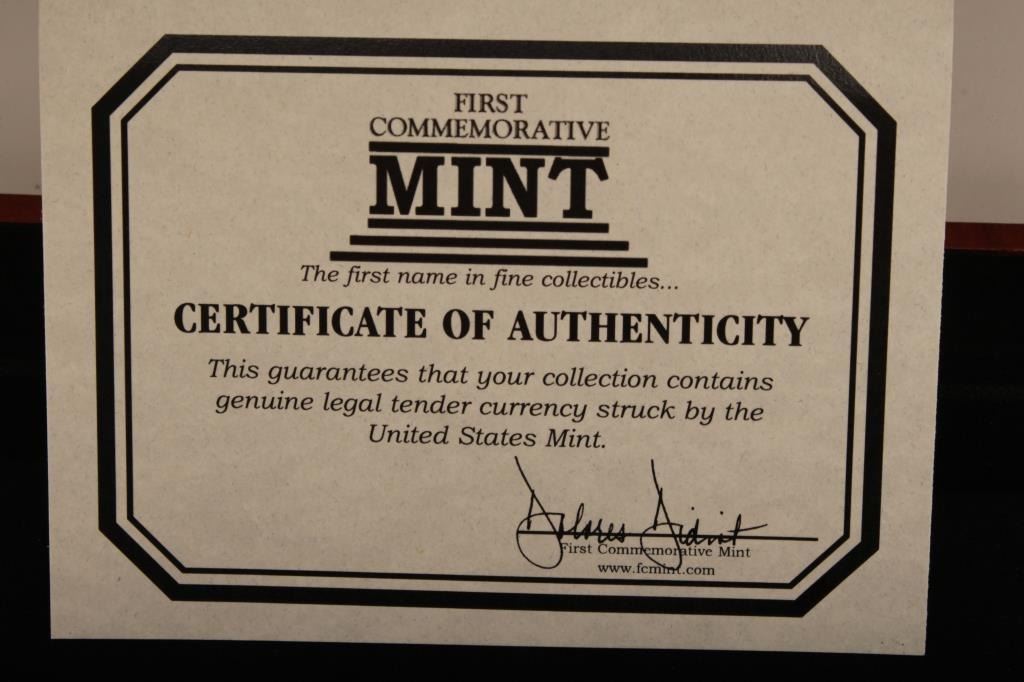 FIRST
COMMEMORATIVE
MINT
The first name in fine collectibles...
CERTIFICATE OF AUTHENTICITY
This guarantees that your collection contains
genuine legal tender currency struck by the
United States Mint.
Dolores
First Commemorative Mint
www.fcmint.com